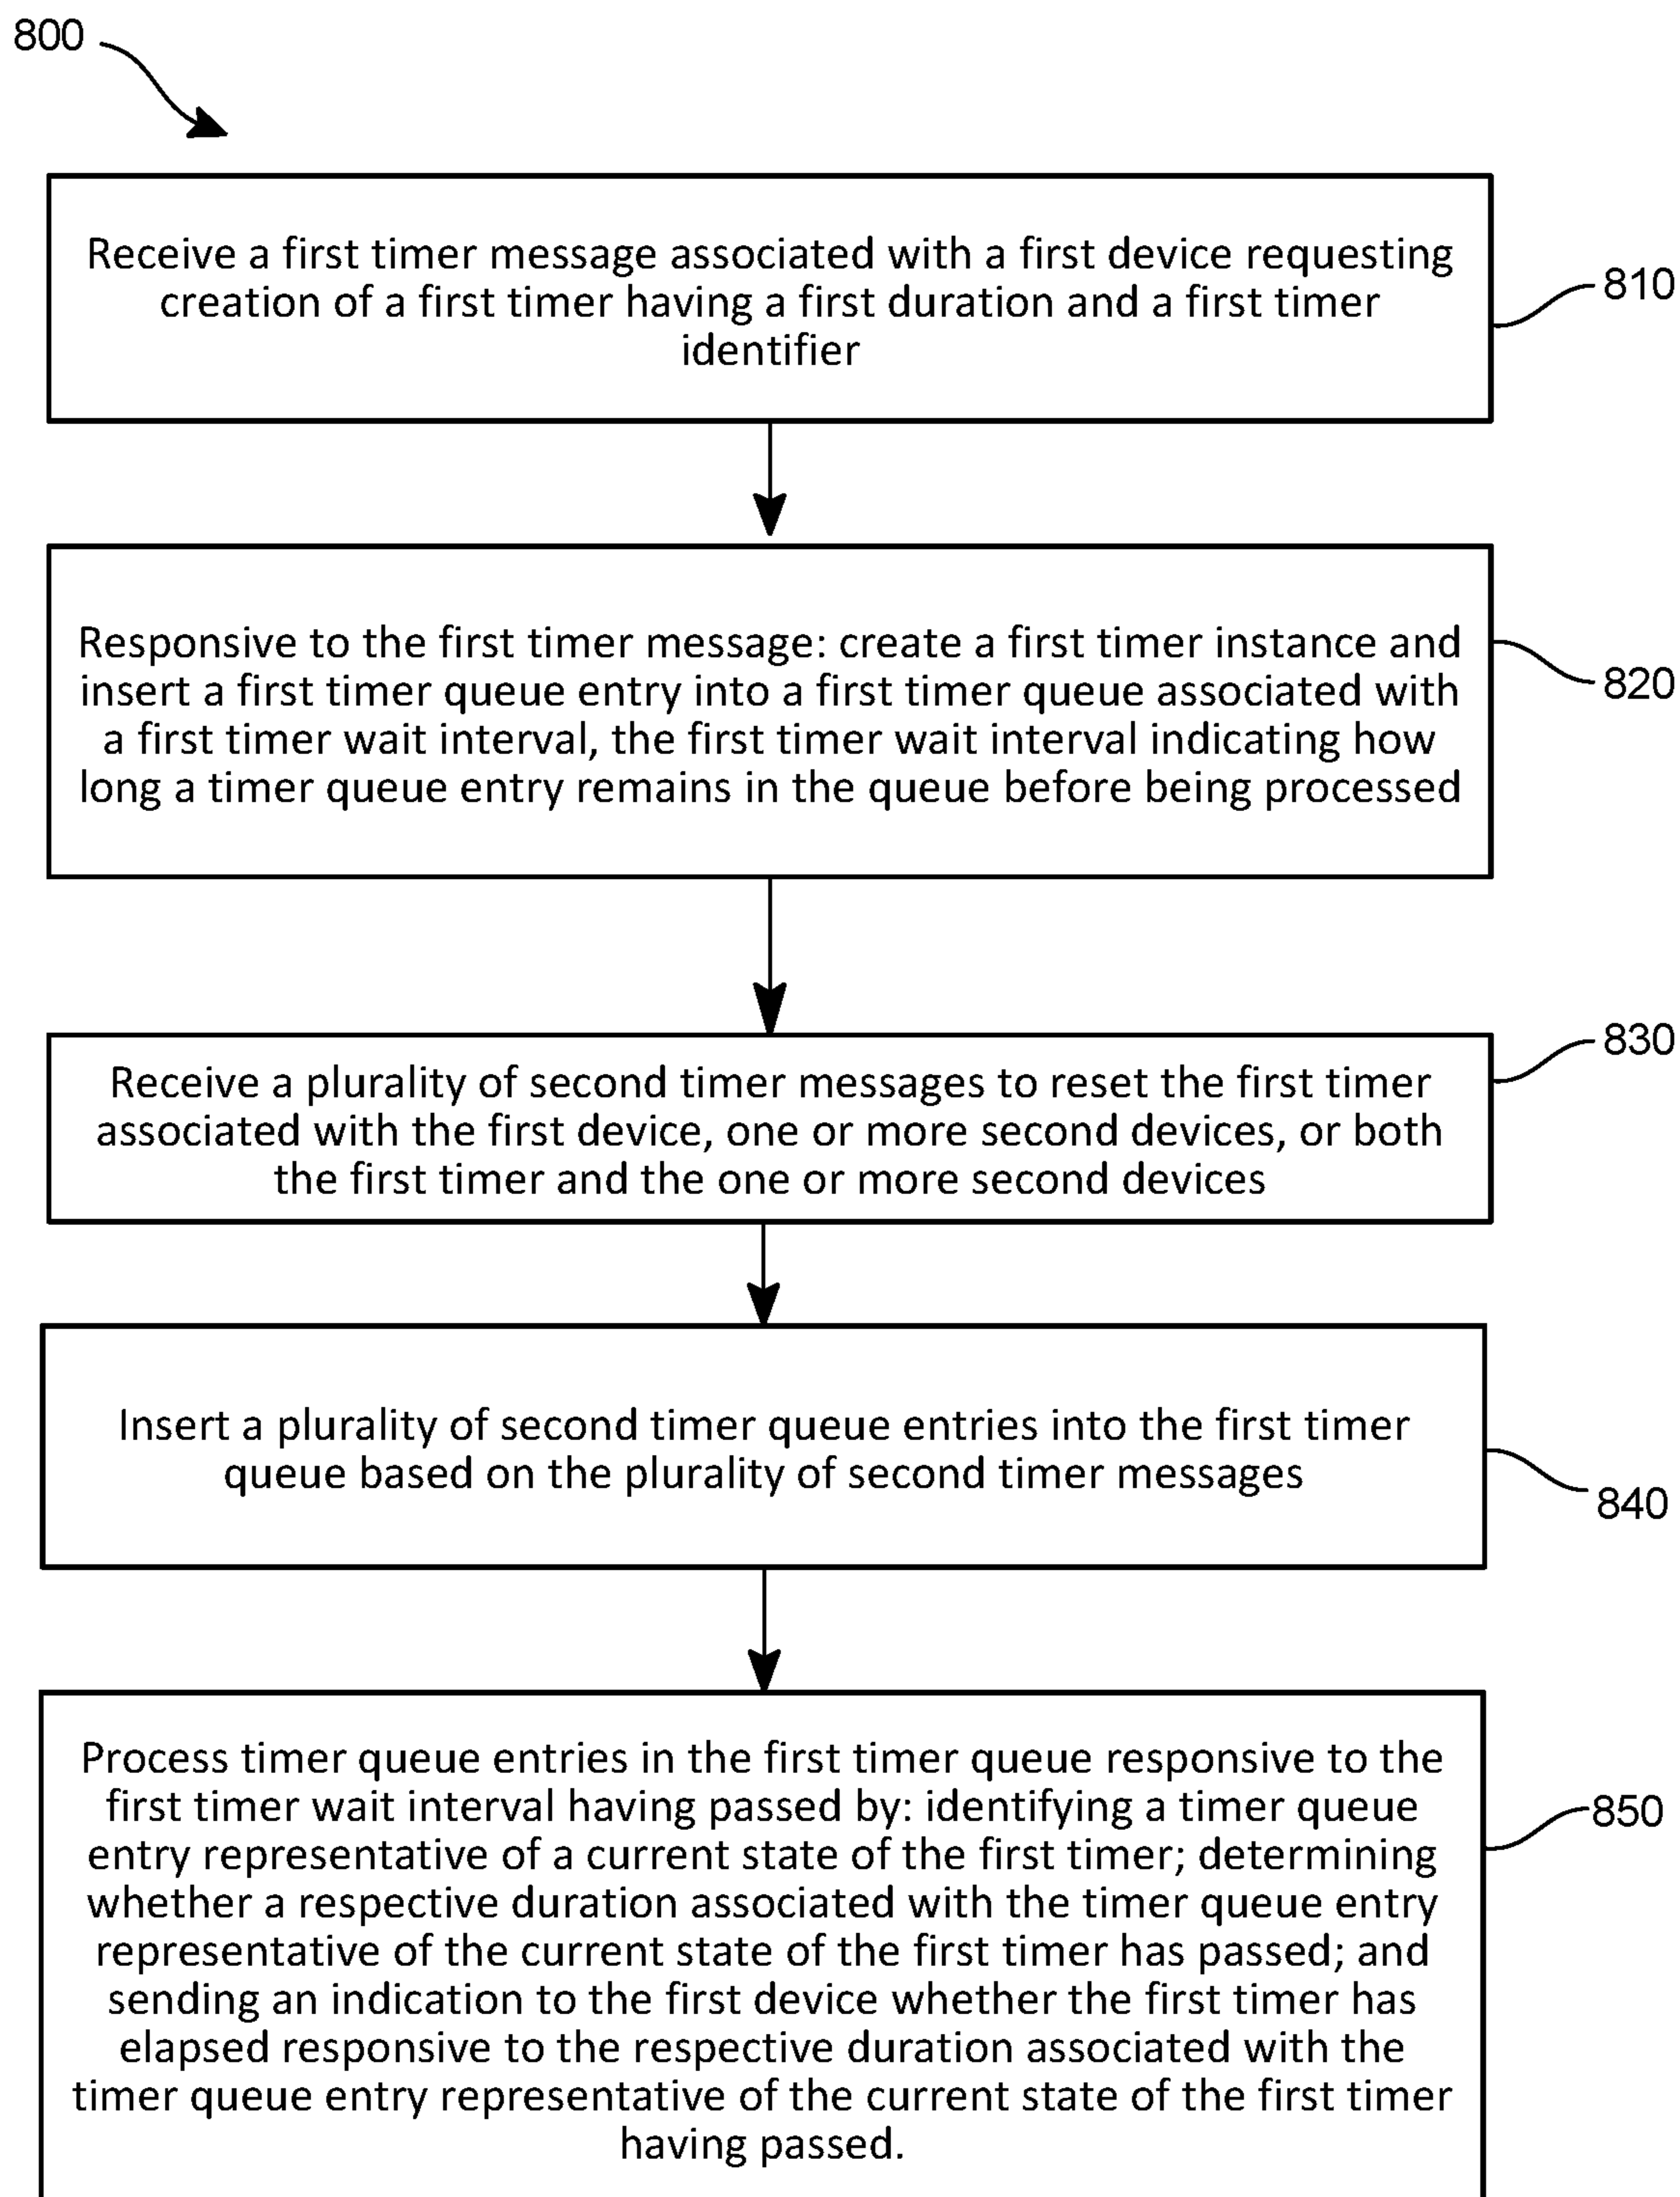 800
Receive a first timer message associated with a first device requesting
creation of a first timer having a first duration and a first timer
identifier
810
Responsive to the first timer message: create a first timer instance and
insert a first timer queue entry into a first timer queue associated with
a first timer wait interval, the first timer wait interval indicating how
long a timer queue entry remains in the queue before being processed
820
Receive a plurality of second timer messages to reset the first timer
associated with the first device, one or more second devices, or both
the first timer and the one or more second devices
830
Insert a plurality of second timer queue entries into the first timer
queue based on the plurality of second timer messages
840
Process timer queue entries in the first timer queue responsive to the
first timer wait interval having passed by: identifying a timer queue
entry representative of a current state of the first timer; determining
whether a respective duration associated with the timer queue entry
representative of the current state of the first timer has passed; and
sending an indication to the first device whether the first timer has
elapsed responsive to the respective duration associated with the
timer queue entry representative of the current state of the first timer
having passed.
850